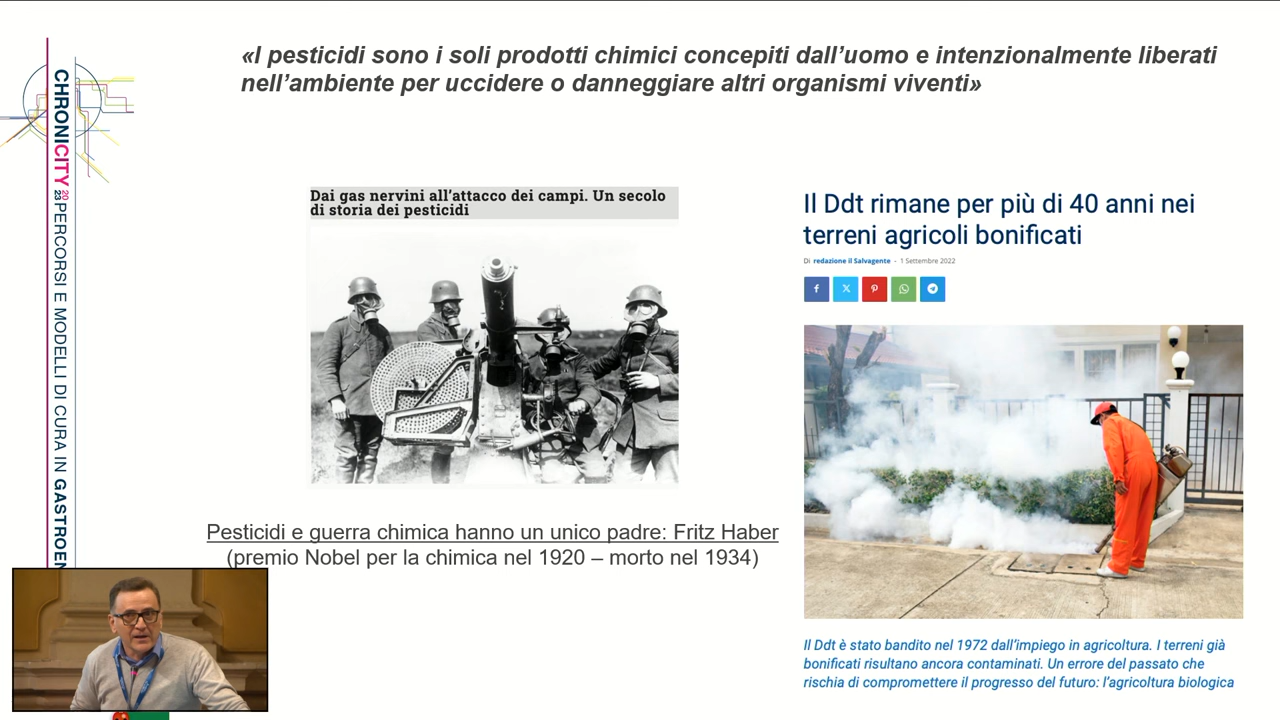 «I pesticidi sono i soli prodotti chimici concepiti dall’uomo e intenzionalmente liberati
nell’ambiente per uccidere o danneggiare altri organismi viventi»
CHRONICITY 2023 PERCORSI E MODELLI DI CURA IN GASTROEN
Dai gas nervini all’attacco dei campi. Un secolo
di storia dei pesticidi
Pesticidi e guerra chimica hanno un unico padre: Fritz Haber
(premio Nobel per la chimica nel 1920 – morto nel 1934)
Il Ddt rimane per più di 40 anni nei
terreni agricoli bonificati
Di redazione il Salvagente - 1 Settembre 2022
Il Ddt è stato bandito nel 1972 dall’impiego in agricoltura. I terreni già
bonificati risultano ancora contaminati. Un errore del passato che
rischia di compromettere il progresso del futuro: l’agricoltura biologica